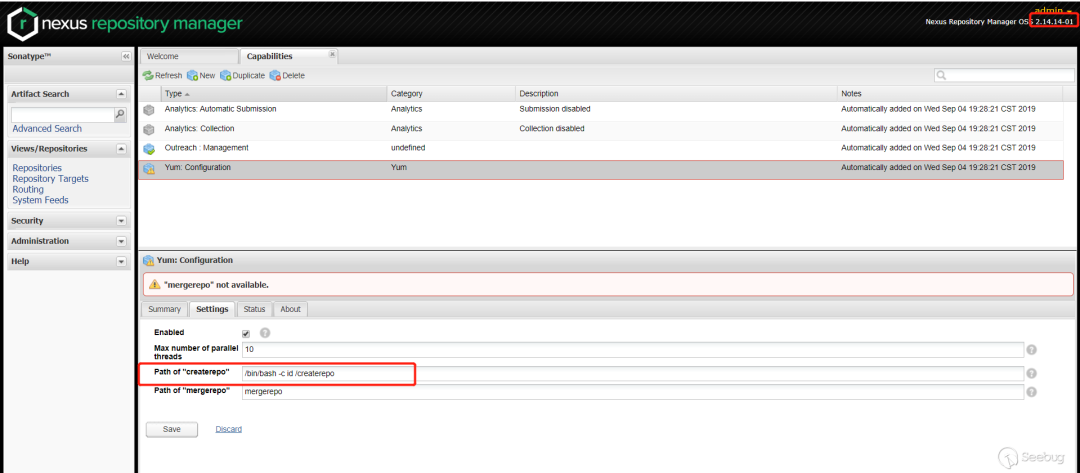 nexus repository manager
admin
Nexus Repository Manager OSS 2.14.14-01
Sonatype™
Welcome
Capabilities
Refresh New Duplicate Delete
Artifact Search
Advanced Search
Views/Repositories
Repositories
Repository Targets
Routing
System Feeds
Security
Administration
Help
Type Category Description Notes
Analytics: Automatic Submission Analytics Submission disabled Automatically added on Wed Sep 04 19:28:21 CST 2019
Analytics: Collection Analytics Collection disabled Automatically added on Wed Sep 04 19:28:21 CST 2019
Outreach : Management undefined Automatically added on Wed Sep 04 19:28:21 CST 2019
Yum: Configuration Yum Automatically added on Wed Sep 04 19:28:21 CST 2019
Yum: Configuration
"mergerepo" not available.
Summary Settings Status About
Enabled
Max number of parallel threads 10
Path of "createrepo" /bin/bash -c id /createrepo
Path of "mergerepo" mergerepo
Save Discard
Seebug